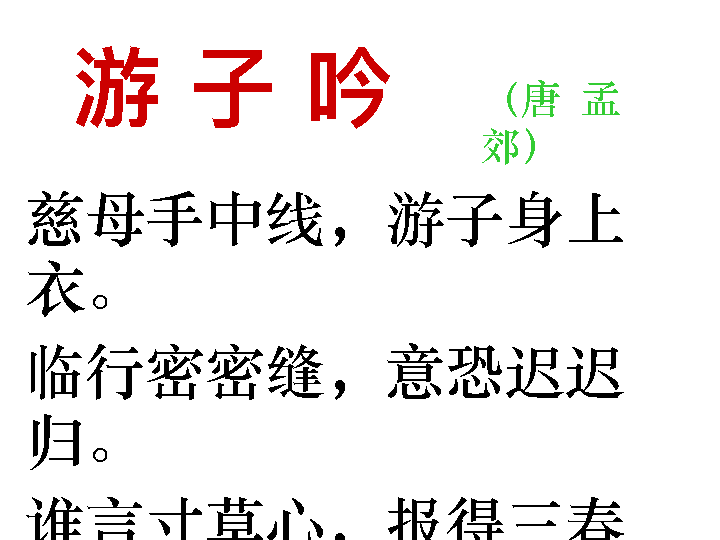 游 子 吟
（唐 孟
郊）
慈母手中线，游子身上
衣。
临行密密缝，意恐迟迟
归。
谁言寸草心，报得三春